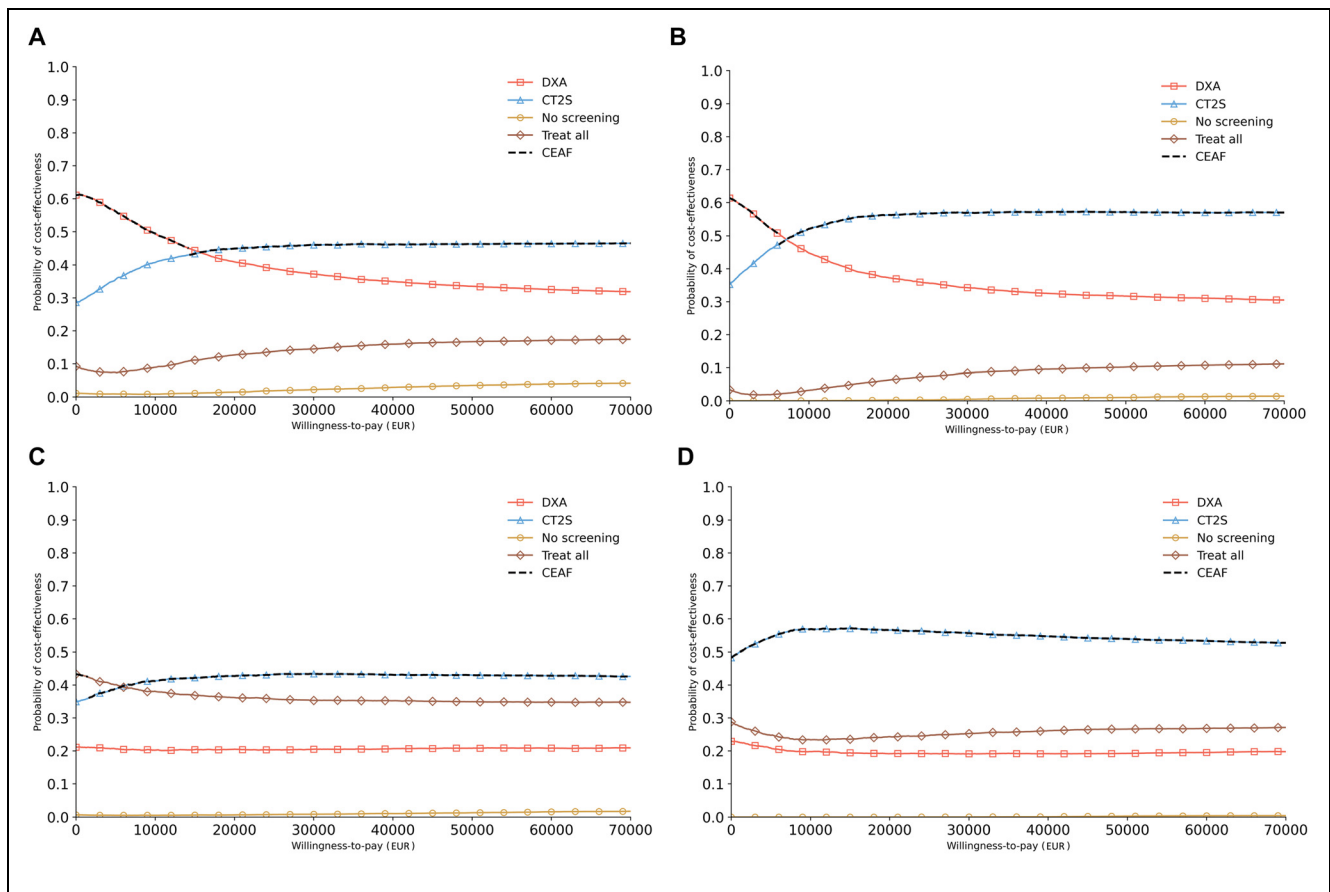 A
1.0
0.9
0.8
0.7
0.6
0.5
0.4
0.3
0.2
0.1
0.0
Probability of cost-effectiveness
DXA
CT2S
No screening
Treat all
CEAF
0 10000 20000 30000 40000 50000 60000 70000
Willingness-to-pay (EUR)
B
1.0
0.9
0.8
0.7
0.6
0.5
0.4
0.3
0.2
0.1
0.0
Probability of cost-effectiveness
DXA
CT2S
No screening
Treat all
CEAF
0 10000 20000 30000 40000 50000 60000 70000
Willingness-to-pay (EUR)
C
1.0
0.9
0.8
0.7
0.6
0.5
0.4
0.3
0.2
0.1
0.0
Probability of cost-effectiveness
DXA
CT2S
No screening
Treat all
CEAF
0 10000 20000 30000 40000 50000 60000 70000
Willingness-to-pay (EUR)
D
1.0
0.9
0.8
0.7
0.6
0.5
0.4
0.3
0.2
0.1
0.0
Probability of cost-effectiveness
DXA
CT2S
No screening
Treat all
CEAF
0 10000 20000 30000 40000 50000 60000 70000
Willingness-to-pay (EUR)